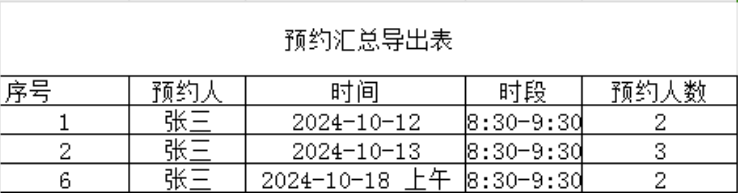 预约汇总导出表
序号 预约人 时间 时段 预约人数
1 张三 2024-10-12 8:30-9:30 2
2 张三 2024-10-13 8:30-9:30 3
6 张三 2024-10-18 上午 8:30-9:30 2